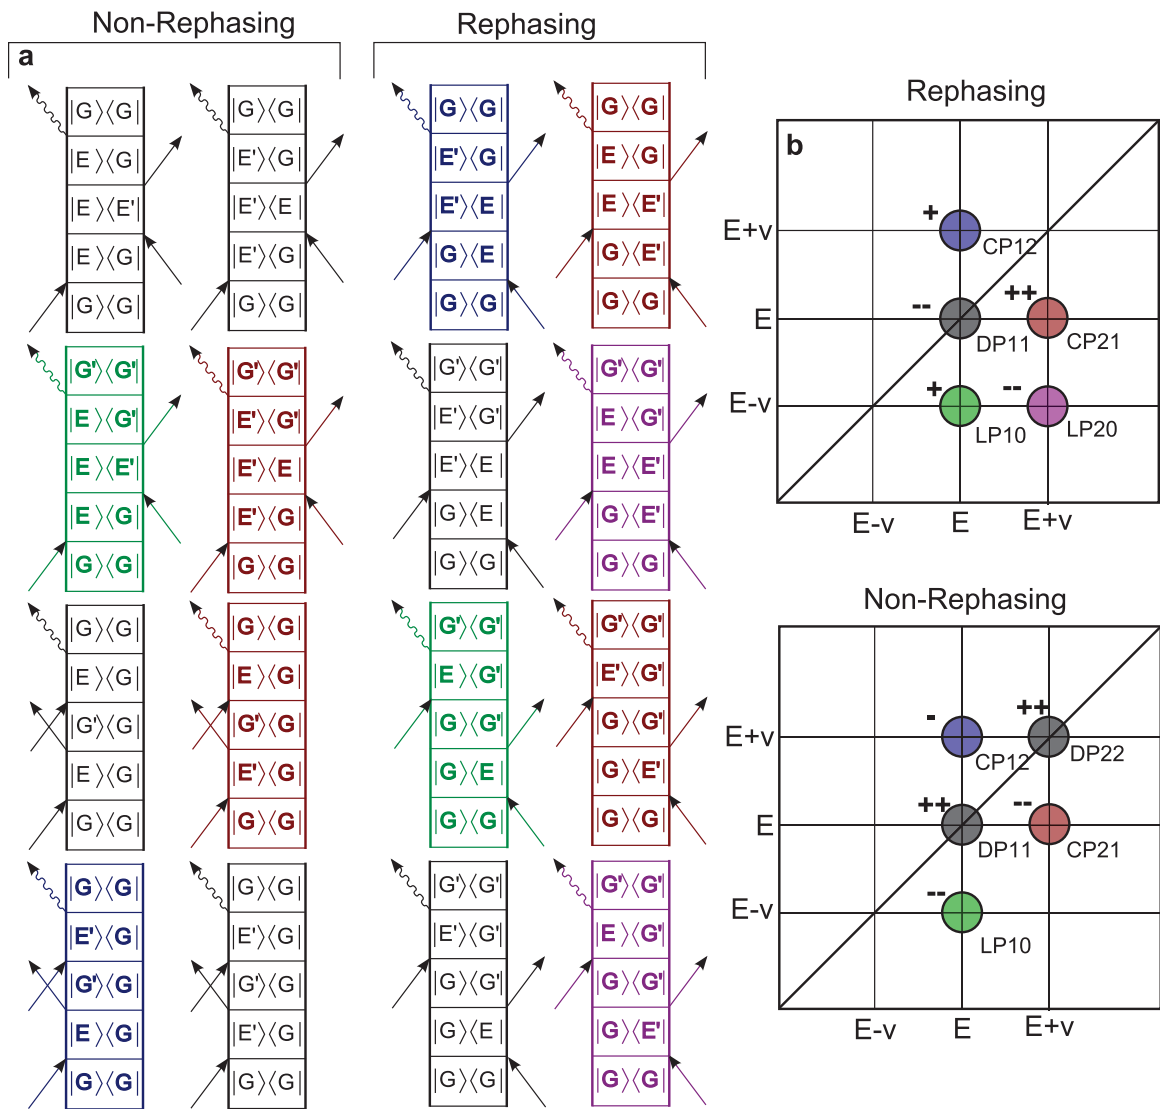 Non-Rephasing
Rephasing
a
|G⟩⟨G| |G⟩⟨G| |G⟩⟨G| |G⟩⟨G|
|E⟩⟨G| |E'⟩⟨G| |E'⟩⟨G| |E⟩⟨G|
|E⟩⟨E'| |E'⟩⟨E| |E'⟩⟨E| |E⟩⟨E'|
|E⟩⟨G| |E'⟩⟨G| |G⟩⟨E| |G⟩⟨E'|
|G⟩⟨G| |G⟩⟨G| |G⟩⟨G| |G⟩⟨G|
|G'⟩⟨G'| |G'⟩⟨G'| |G'⟩⟨G'| |G'⟩⟨G'|
|E⟩⟨G'| |E'⟩⟨G'| |E'⟩⟨G'| |E⟩⟨G'|
|E⟩⟨E'| |E'⟩⟨E| |E'⟩⟨E| |E⟩⟨E'|
|E⟩⟨G| |E'⟩⟨G| |G⟩⟨E| |G⟩⟨E'|
|G⟩⟨G| |G⟩⟨G| |G⟩⟨G| |G⟩⟨G|
|G⟩⟨G| |G⟩⟨G| |G'⟩⟨G'| |G'⟩⟨G'|
|E⟩⟨G| |E⟩⟨G| |E⟩⟨G'| |E'⟩⟨G'|
|G'⟩⟨G| |G'⟩⟨G| |G⟩⟨G'| |G⟩⟨G'|
|E⟩⟨G| |E'⟩⟨G| |G⟩⟨E| |G⟩⟨E'|
|G⟩⟨G| |G⟩⟨G| |G⟩⟨G| |G⟩⟨G|
|G⟩⟨G| |G⟩⟨G| |G'⟩⟨G'| |G'⟩⟨G'|
|E'⟩⟨G| |E'⟩⟨G| |E'⟩⟨G'| |E⟩⟨G'|
|G'⟩⟨G| |G'⟩⟨G| |G⟩⟨G'| |G⟩⟨G'|
|E⟩⟨G| |E'⟩⟨G| |G⟩⟨E| |G⟩⟨E'|
|G⟩⟨G| |G⟩⟨G| |G⟩⟨G| |G⟩⟨G|
Rephasing
b
+
E+v
CP12
-- ++
E
DP11 CP21
+ --
E-v
LP10 LP20
E-v E E+v
Non-Rephasing
- ++
E+v
CP12 DP22
++ --
E
DP11 CP21
--
E-v
LP10
E-v E E+v